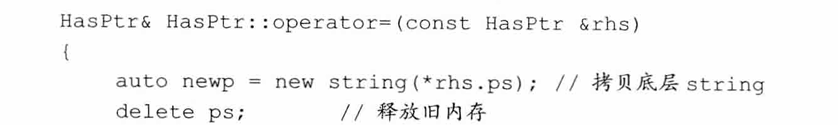 HasPtr& HasPtr::operator=(const HasPtr &rhs)
{
auto newp = new string(*rhs.ps); // 拷贝底层 string
delete ps; // 释放旧内存